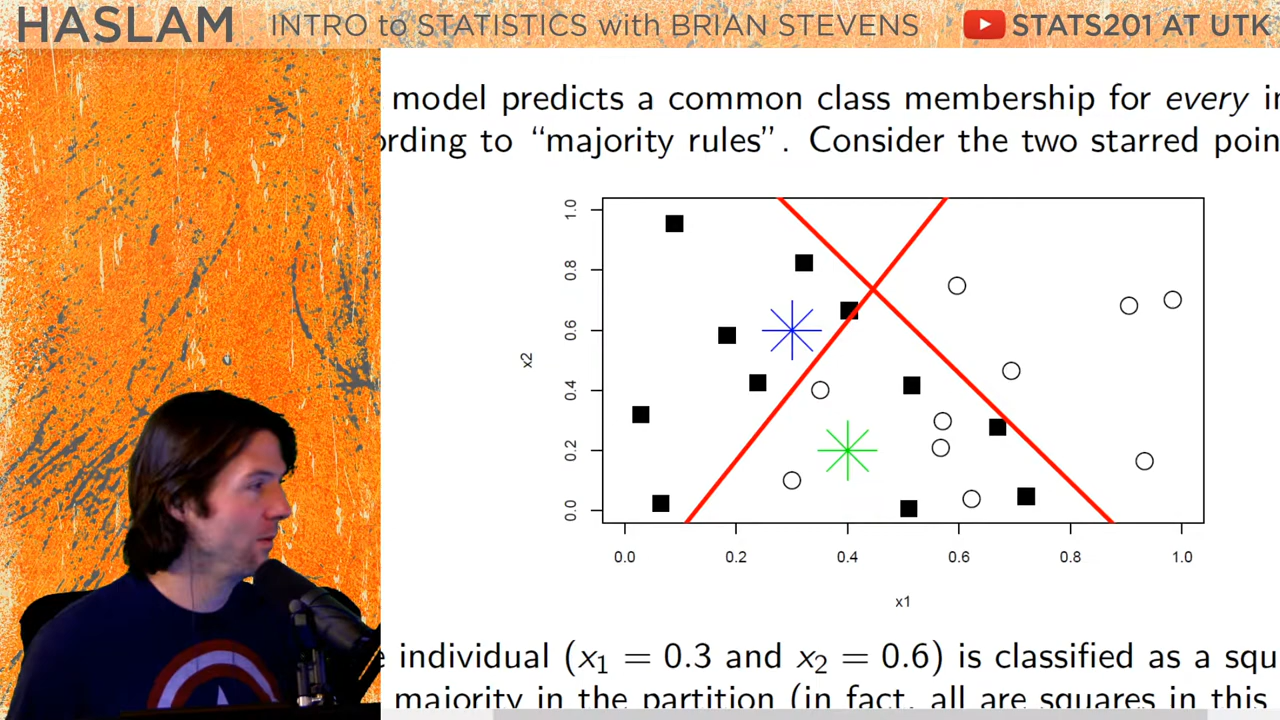 HASLAM INTRO to STATISTICS with BRIAN STEVENS STATS201 AT UTK
model predicts a common class membership for every
ording to “majority rules”. Consider the two starred poin
1.0
0.8
0.6
0.4
0.2
0.0
x2
0.0 0.2 0.4 0.6 0.8 1.0
x1
individual (x1 = 0.3 and x2 = 0.6) is classified as a squ
majority in the partition (in fact, all are squares in this